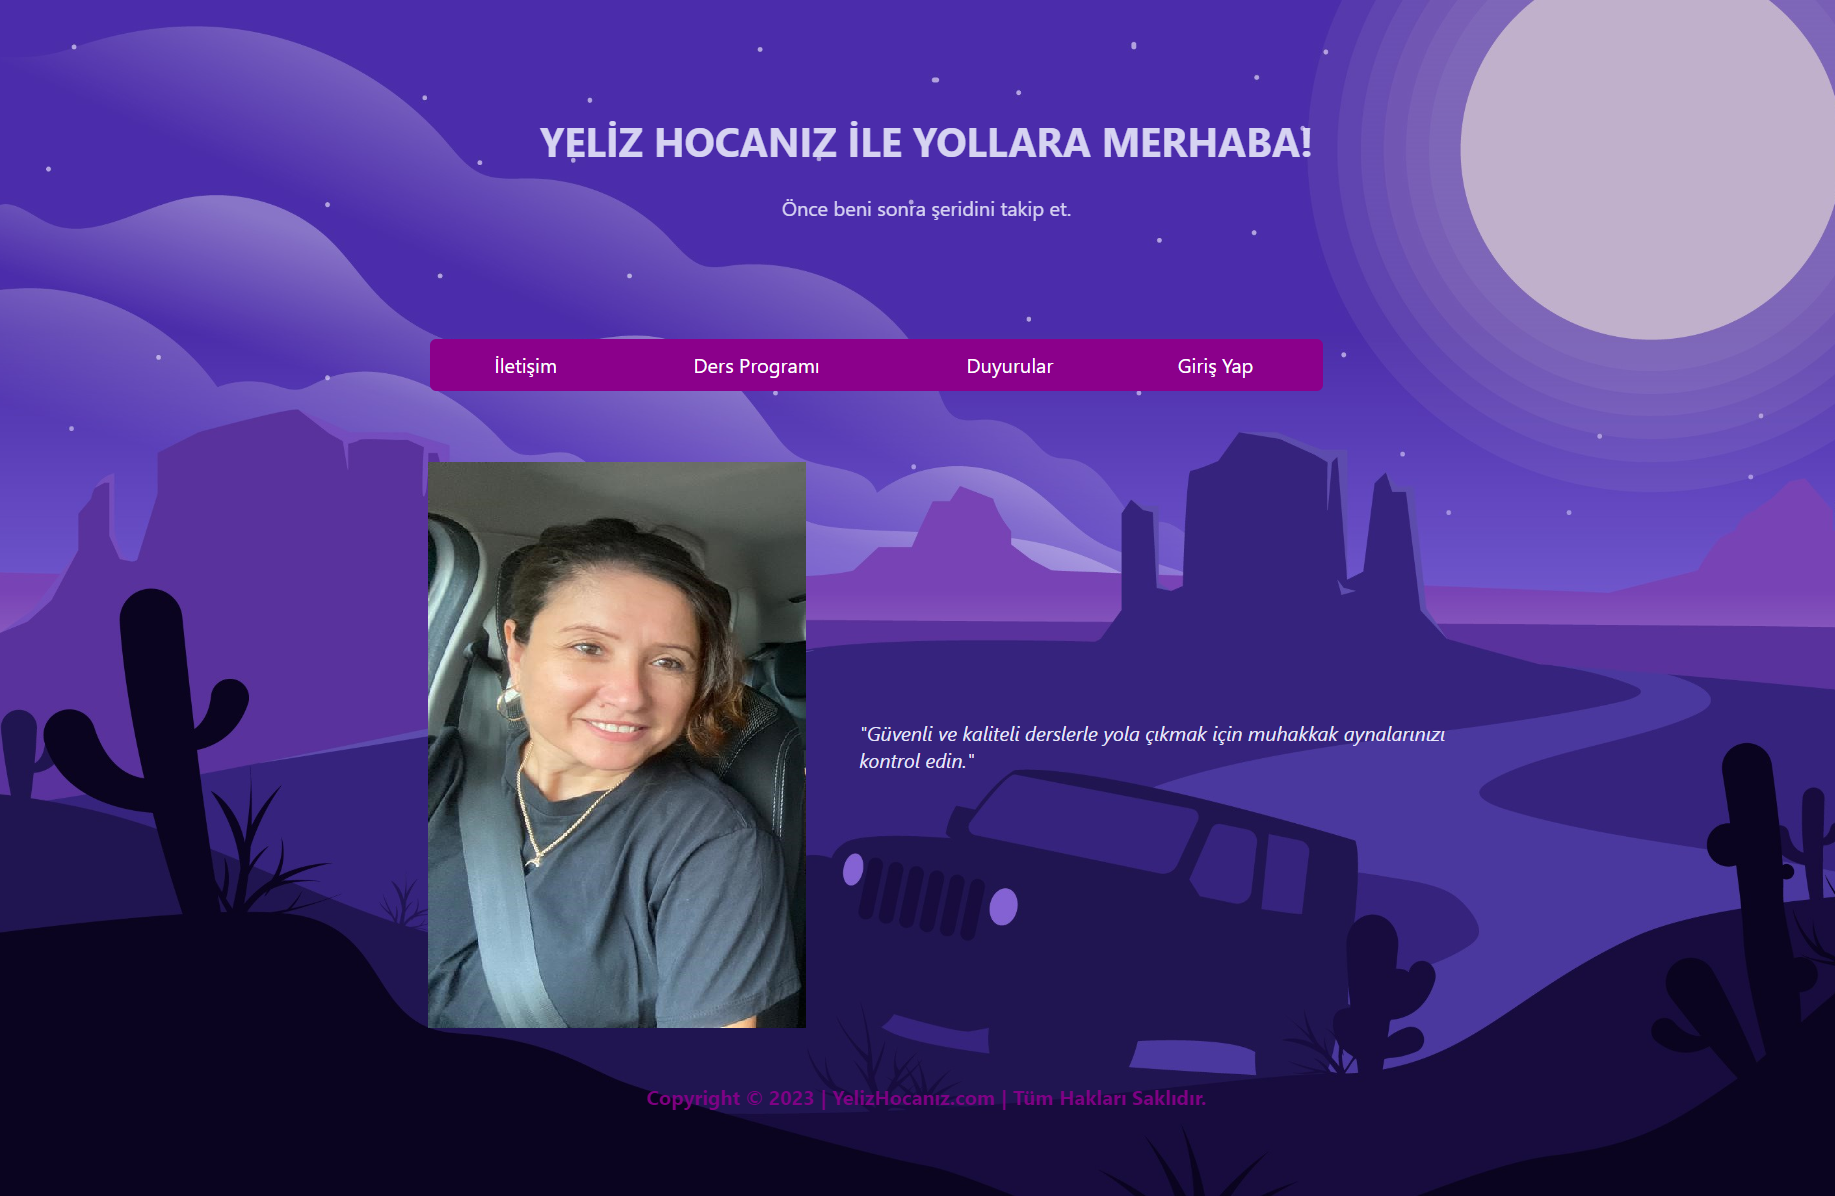 YELİZ HOCANIZ İLE YOLLARA MERHABA!
Önce beni sonra şeridini takip et.
İletişim Ders Programı Duyurular Giriş Yap
"Güvenli ve kaliteli derslerle yola çıkmak için muhakkak aynalarınızı
kontrol edin."
Copyright © 2023 | YelizHocanız.com | Tüm Hakları Saklıdır.